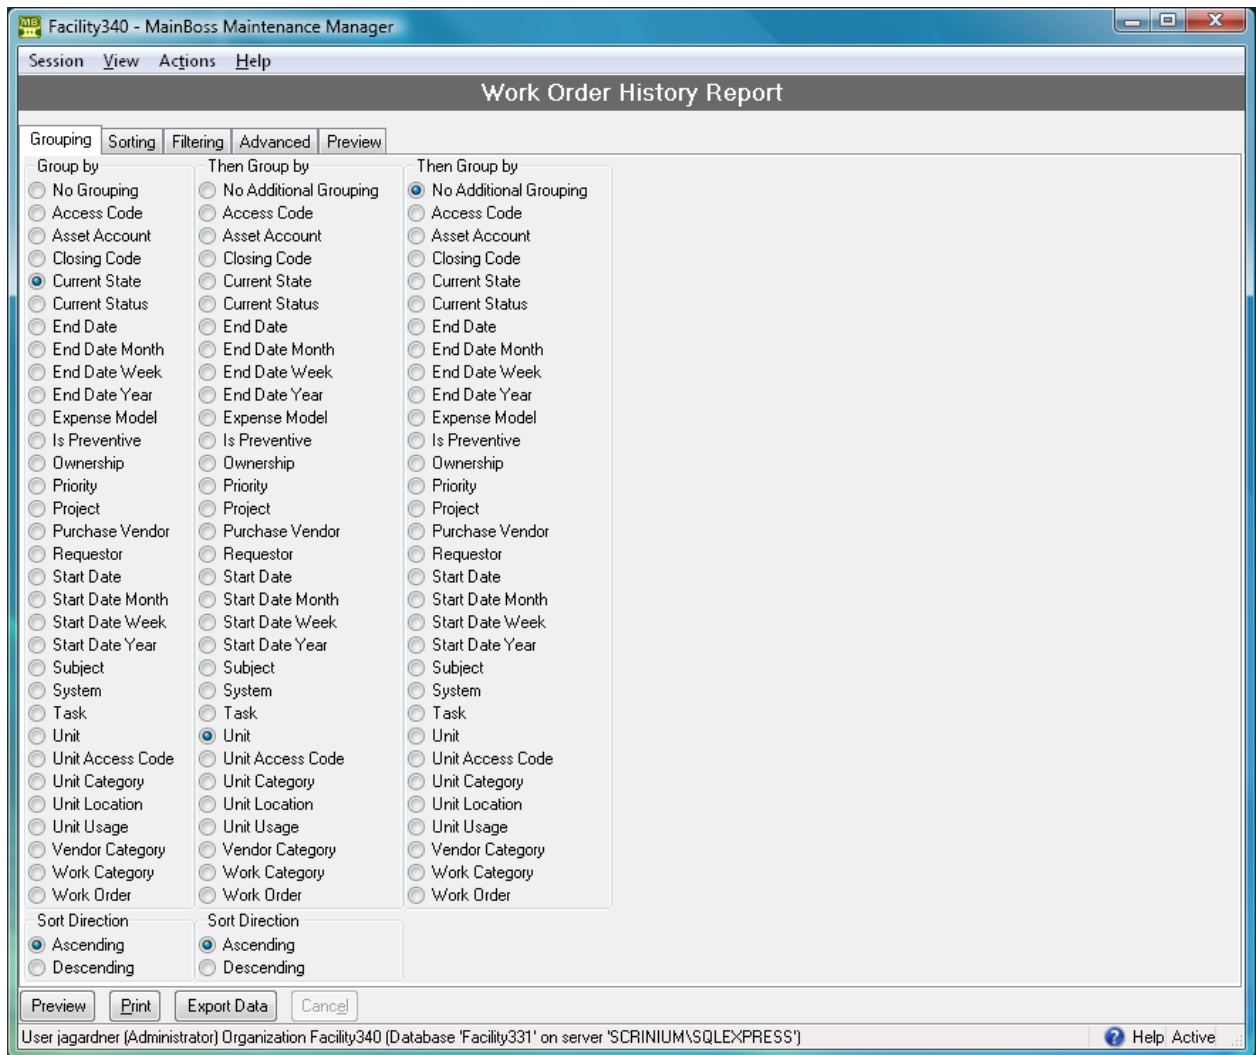 MB Facility340 - MainBoss Maintenance Manager
Session View Actions Help
Work Order History Report
Grouping Sorting Filtering Advanced Preview
Group by
No Grouping
Access Code
Asset Account
Closing Code
Current State
Current Status
End Date
End Date Month
End Date Week
End Date Year
Expense Model
Is Preventive
Ownership
Priority
Project
Purchase Vendor
Requestor
Start Date
Start Date Month
Start Date Week
Start Date Year
Subject
System
Task
Unit
Unit Access Code
Unit Category
Unit Location
Unit Usage
Vendor Category
Work Category
Work Order
Sort Direction
Ascending
Descending
Then Group by
No Additional Grouping
Access Code
Asset Account
Closing Code
Current State
Current Status
End Date
End Date Month
End Date Week
End Date Year
Expense Model
Is Preventive
Ownership
Priority
Project
Purchase Vendor
Requestor
Start Date
Start Date Month
Start Date Week
Start Date Year
Subject
System
Task
Unit
Unit Access Code
Unit Category
Unit Location
Unit Usage
Vendor Category
Work Category
Work Order
Sort Direction
Ascending
Descending
Then Group by
No Additional Grouping
Access Code
Asset Account
Closing Code
Current State
Current Status
End Date
End Date Month
End Date Week
End Date Year
Expense Model
Is Preventive
Ownership
Priority
Project
Purchase Vendor
Requestor
Start Date
Start Date Month
Start Date Week
Start Date Year
Subject
System
Task
Unit
Unit Access Code
Unit Category
Unit Location
Unit Usage
Vendor Category
Work Category
Work Order
Preview Print Export Data Cancel
User jagardner (Administrator) Organization Facility340 (Database 'Facility331' on server 'SCRINIUM\SQLEXPRESS') Help Active